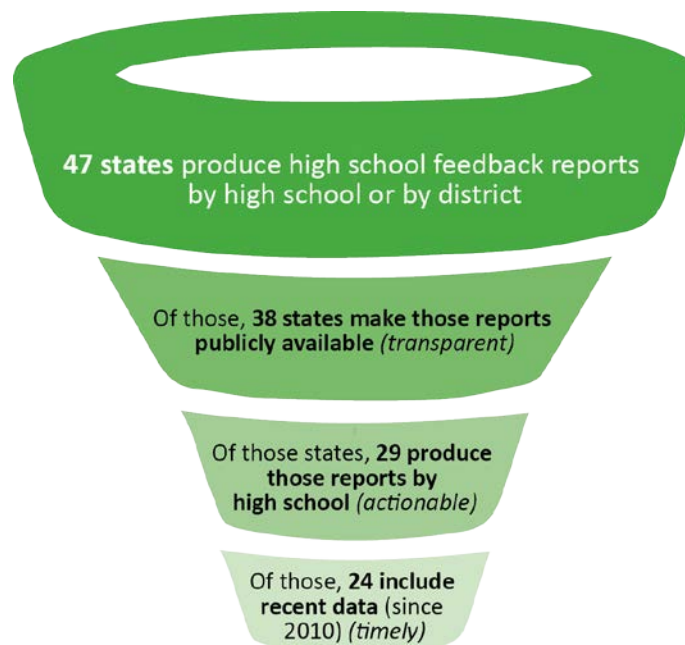 47 states produce high school feedback reports
by high school or by district
Of those, 38 states make those reports
publicly available (transparent)
Of those states, 29 produce
those reports by
high school (actionable)
Of those, 24 include
recent data (since
2010) (timely)